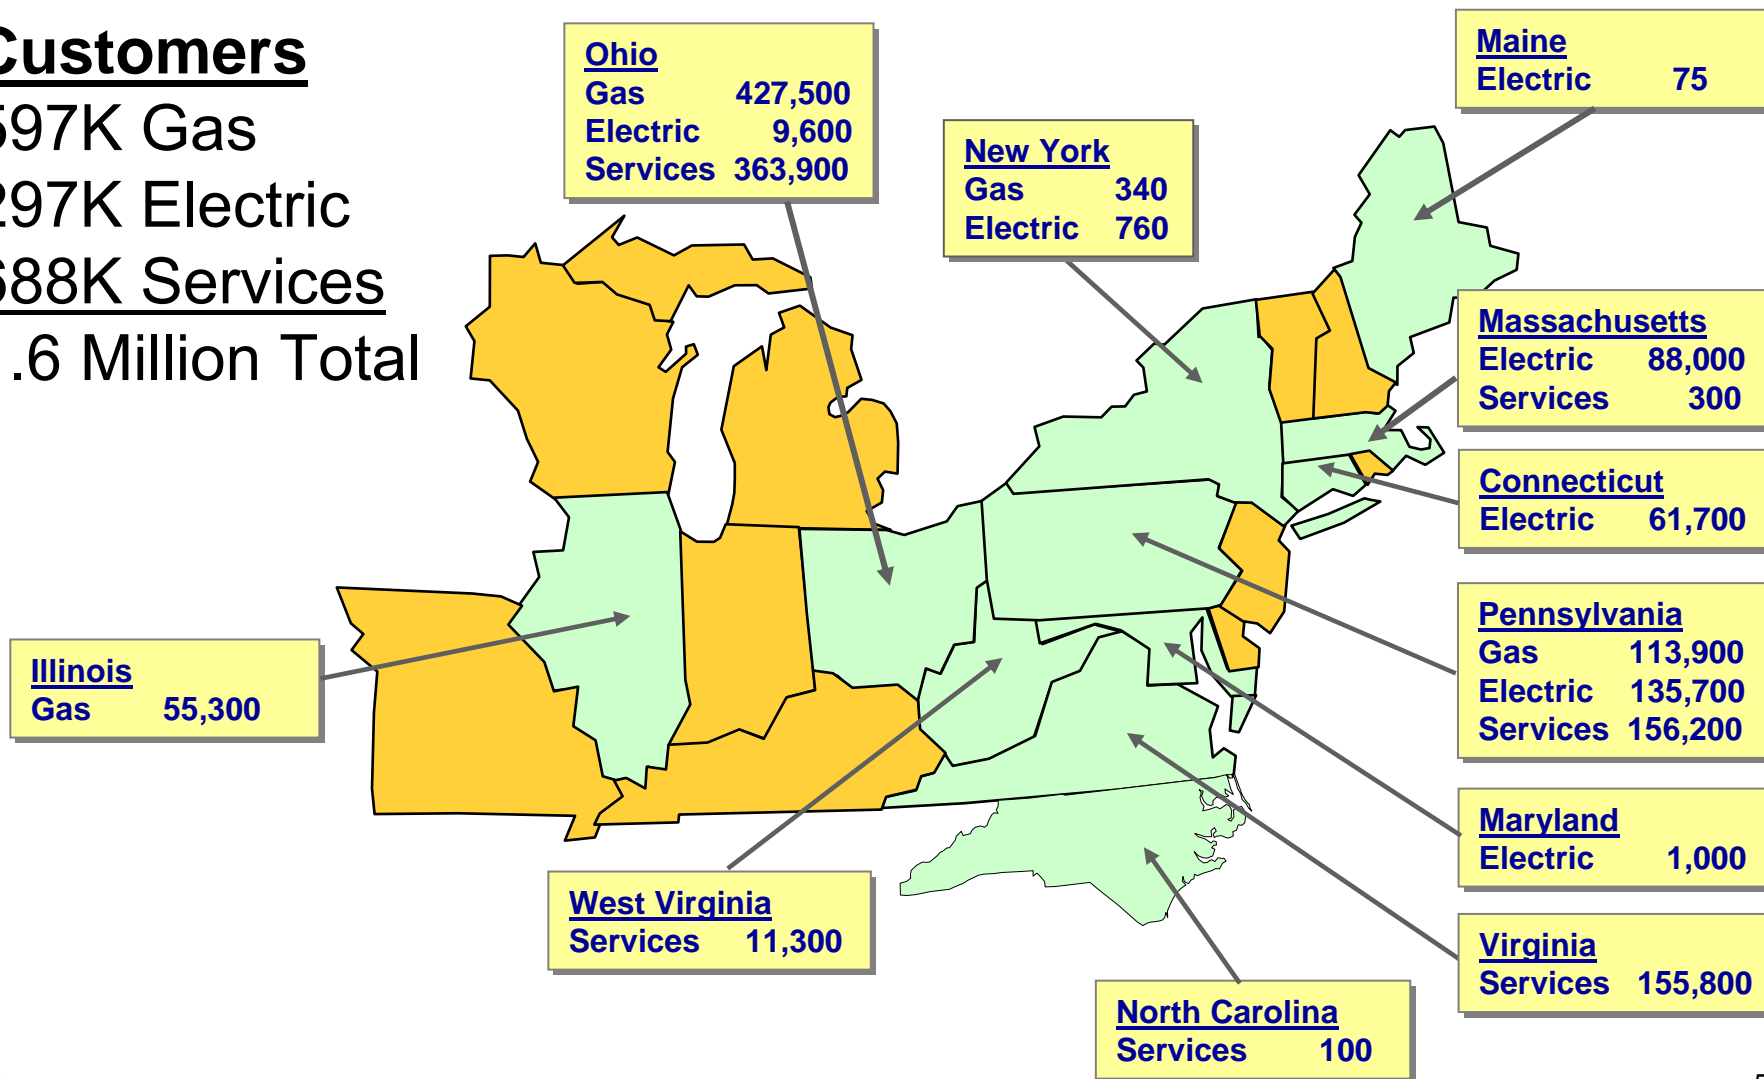 Customers
597K Gas
297K Electric
688K Services
.6 Million Total
Ohio
Gas 427,500
Electric 9,600
Services 363,900
New York
Gas 340
Electric 760
Maine
Electric 75
Massachusetts
Electric 88,000
Services 300
Connecticut
Electric 61,700
Pennsylvania
Gas 113,900
Electric 135,700
Services 156,200
Maryland
Electric 1,000
Virginia
Services 155,800
North Carolina
Services 100
West Virginia
Services 11,300
Illinois
Gas 55,300